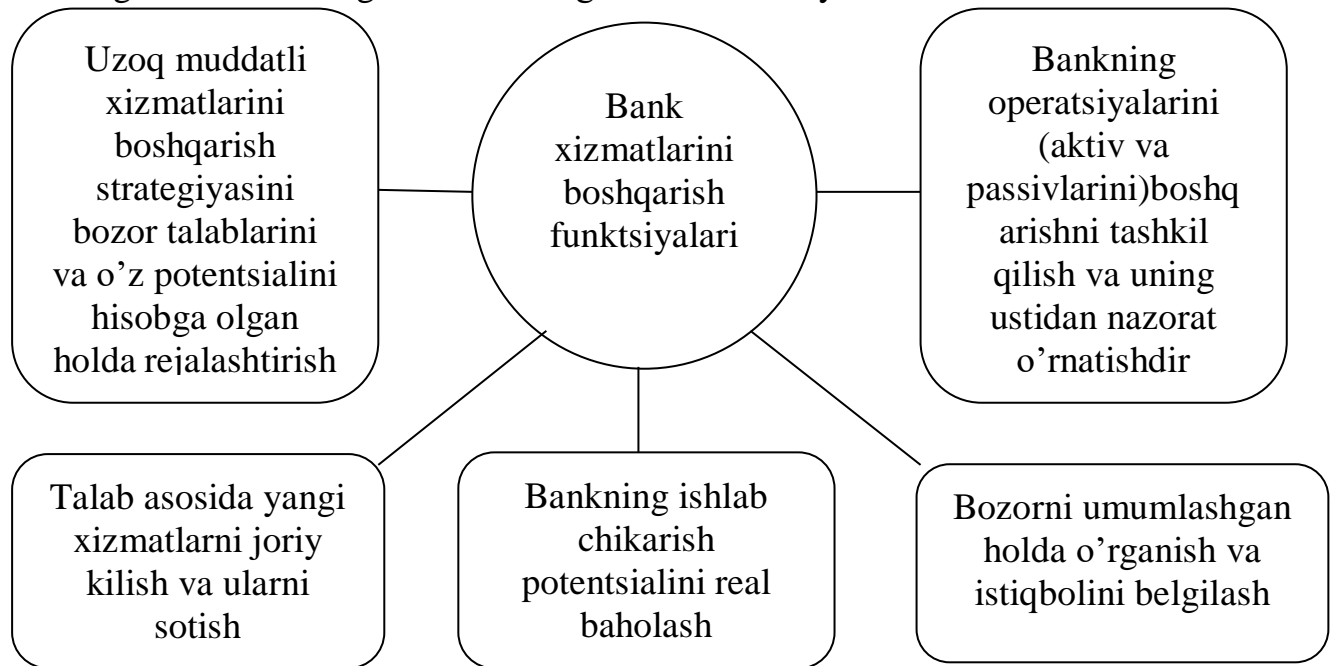 Uzoq muddatli
xizmatlarini
boshqarish
strategiyasini
bozor talablarini
va o’z potentsialini
hisobga olgan
holda rejalashtirish
Bank
xizmatlarini
boshqarish
funktsiyalari
Bankning
operatsiyalarini
(aktiv va
passivlarini)boshq
arishni tashkil
qilish va uning
ustidan nazorat
o’rnatishdir
Talab asosida yangi
xizmatlarni joriy
kilish va ularni
sotish
Bankning ishlab
chikarish
potentsialini real
baholash
Bozorni umumlashgan
holda o’rganish va
istiqbolini belgilash